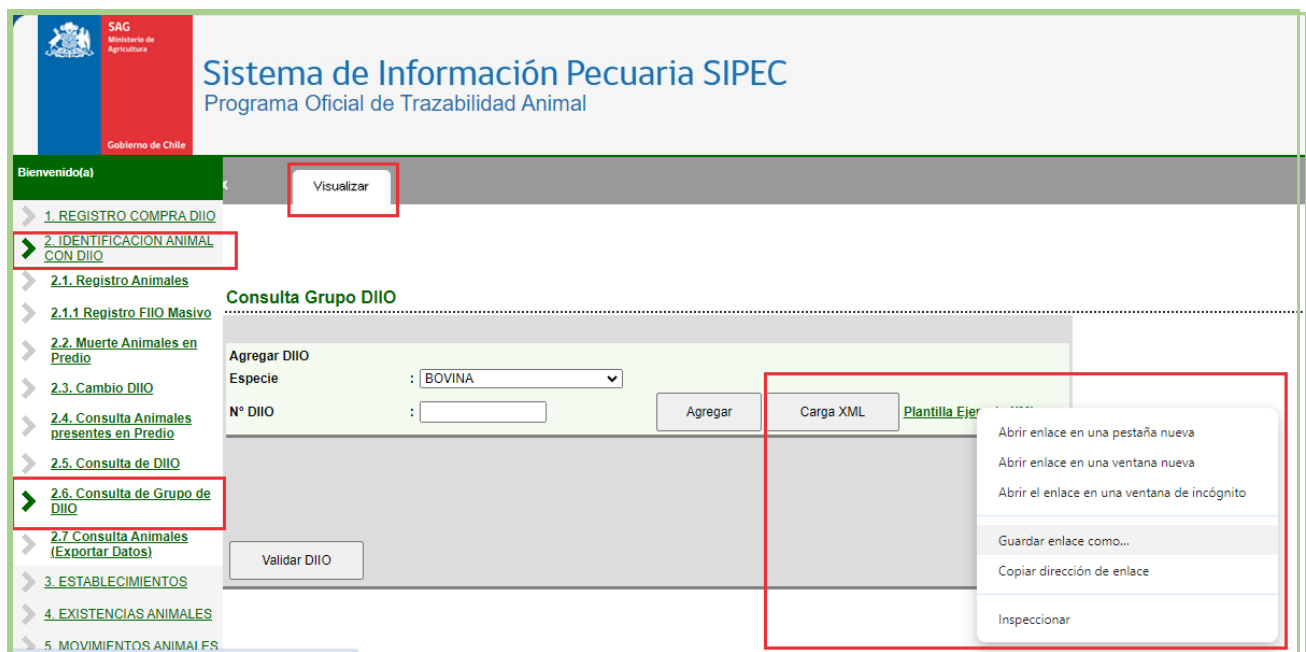 SAG
Ministerio de
Agricultura
Gobierno de Chile
Sistema de Información Pecuaria SIPEC
Programa Oficial de Trazabilidad Animal
Bienvenido(a)
Visualizar
1. REGISTRO COMPRA DIIO
2. IDENTIFICACION ANIMAL
CON DIIO
2.1. Registro Animales
2.1.1 Registro FIIO Masivo
2.2. Muerte Animales en
Predio
2.3. Cambio DIIO
2.4. Consulta Animales
presentes en Predio
2.5. Consulta de DIIO
2.6. Consulta de Grupo de
DIIO
2.7 Consulta Animales
(Exportar Datos)
3. ESTABLECIMIENTOS
4. EXISTENCIAS ANIMALES
5. MOVIMIENTOS ANIMALES
Consulta Grupo DIIO
Agregar DIIO
Especie : BOVINA
N° DIIO : Agregar Carga XML Plantilla
Validar DIIO
Abrir enlace en una pestaña nueva
Abrir enlace en una ventana nueva
Abrir el enlace en una ventana de incógnito
Guardar enlace como...
Copiar dirección de enlace
Inspeccionar